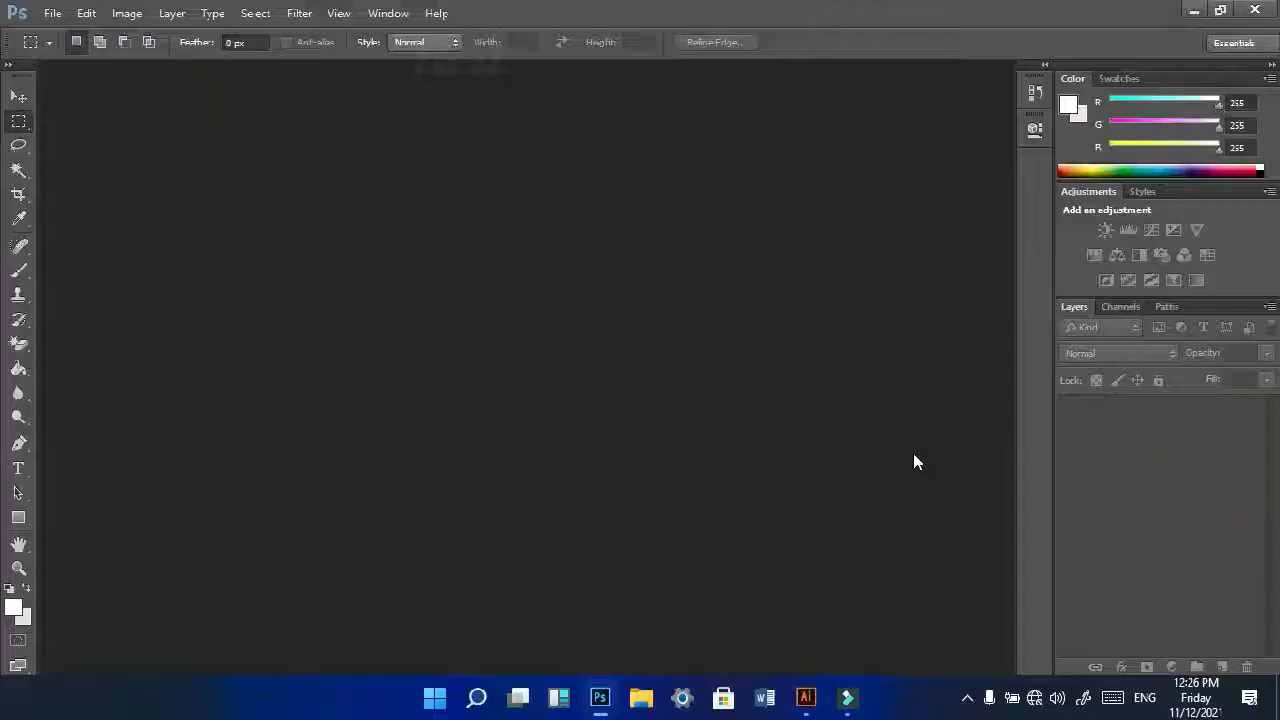 Ps File Edit Image Layer Type Select Filter View Window Help
Feather: 0 px Anti-alias Style: Normal Width: Height: Refine Edge... Essentials
Color Swatches
R 255
G 255
B 255
Adjustments Styles
Add an adjustment
Layers Channels Paths
Kind
Normal Opacity:
Lock: Fill:
Ps Ai ENG
12:26 PM
Friday
11/12/2021